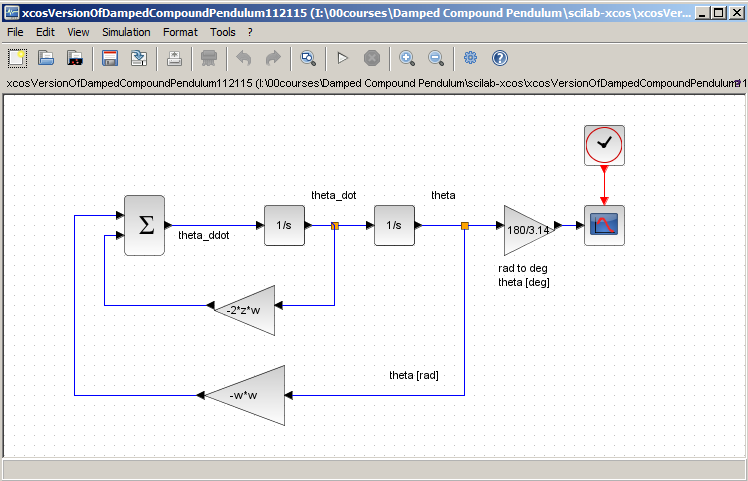 xcosVersionOfDampedCompoundPendulum112115 (I:\00courses\Damped Compound Pendulum\scilab-xcos\xcosVer...
File Edit View Simulation Format Tools ?
xcosVersionOfDampedCompoundPendulum112115 (I:\00courses\Damped Compound Pendulum\scilab-xcos\xcosVersionOfDampedCompoundPendulum
theta_dot
theta
Σ
1/s
1/s
180/3.14
theta_ddot
rad to deg
theta [deg]
-2*z*w
theta [rad]
-w*w